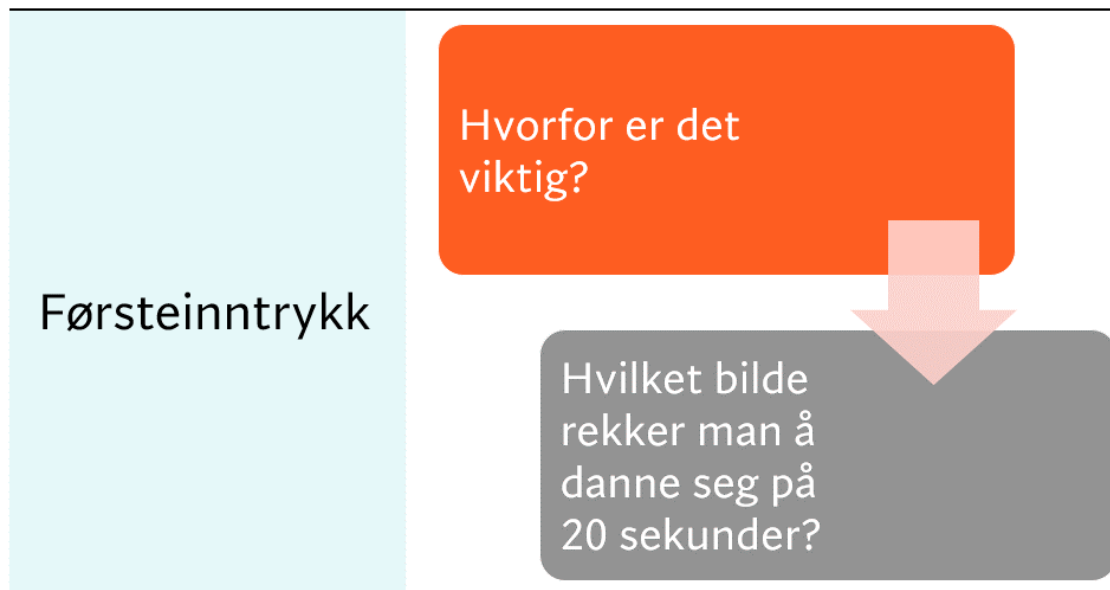 Førsteinntrykk
Hvorfor er det
viktig?
Hvilket bilde
rekker man å
danne seg på
20 sekunder?